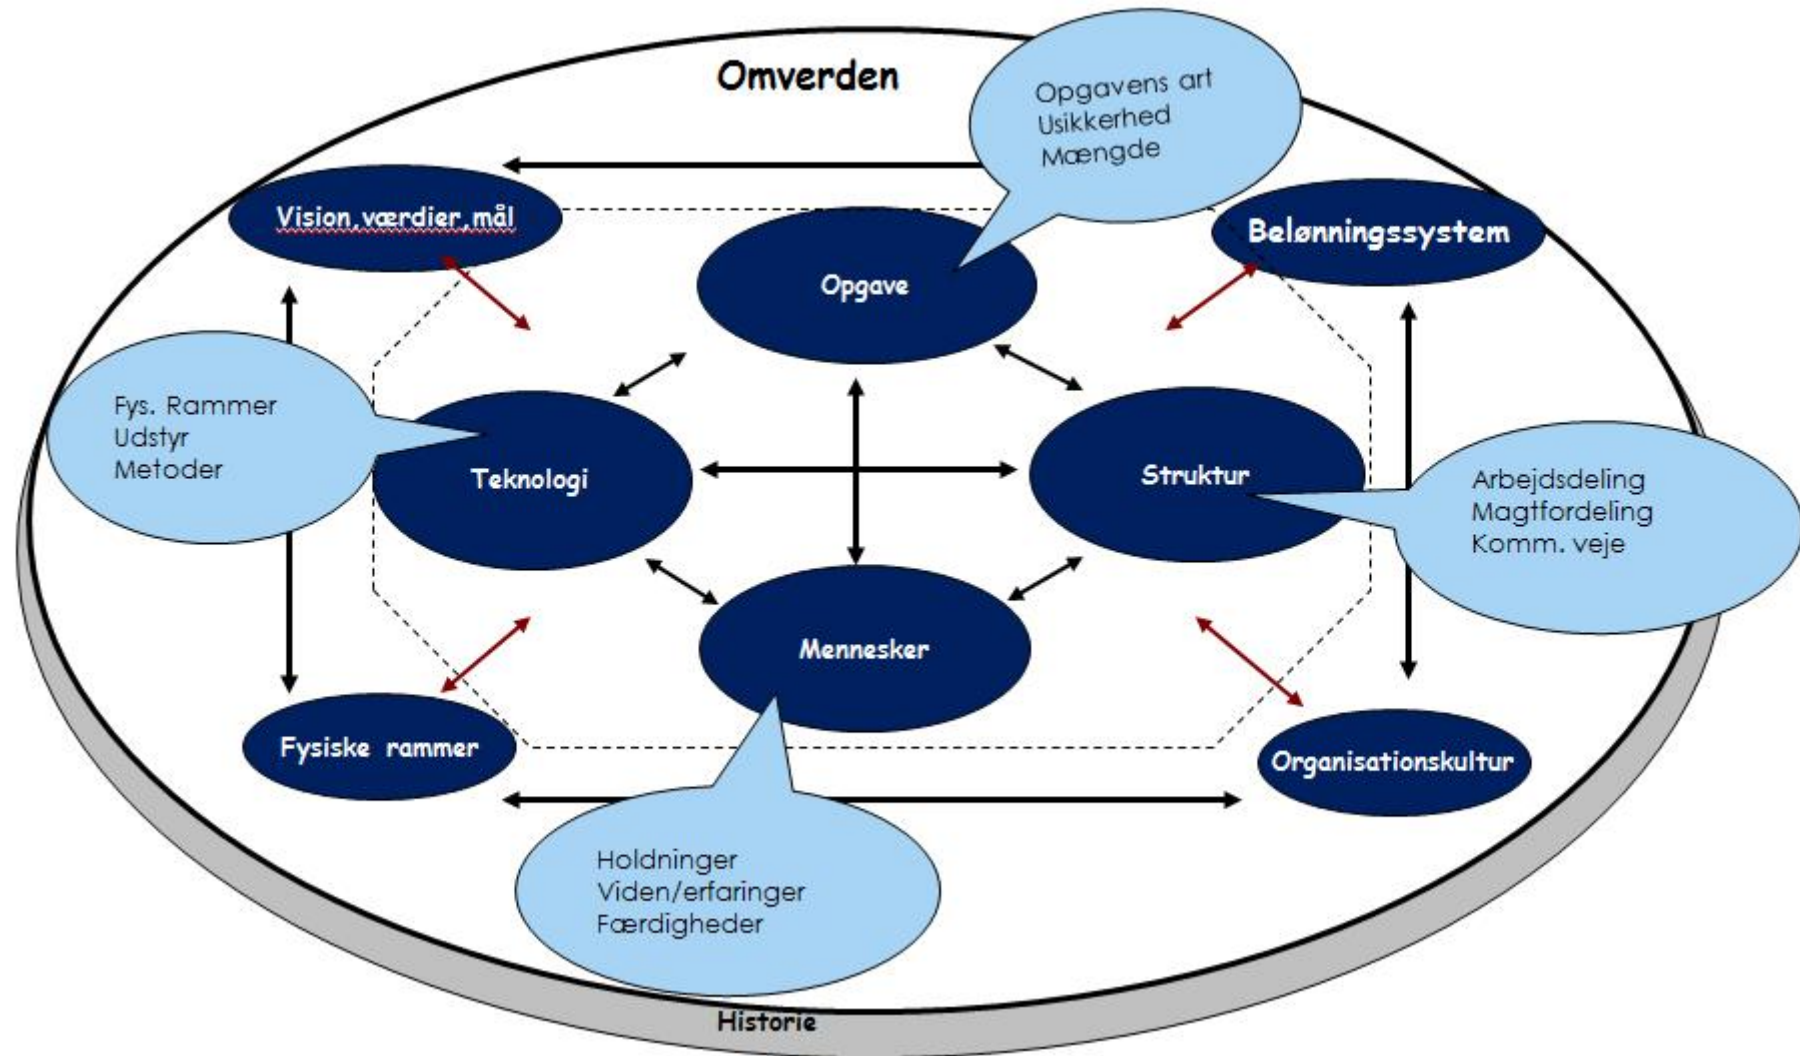 Omverden
Opgavens art
Usikkerhed
Mængde
Vision,værdier,mål
Belønningssystem
Opgave
Fys. Rammer
Udstyr
Metoder
Teknologi
Struktur
Arbejdsdeling
Magtfordeling
Komm. veje
Mennesker
Fysiske rammer
Organisationskultur
Holdninger
Viden/erfaringer
Færdigheder
Historie